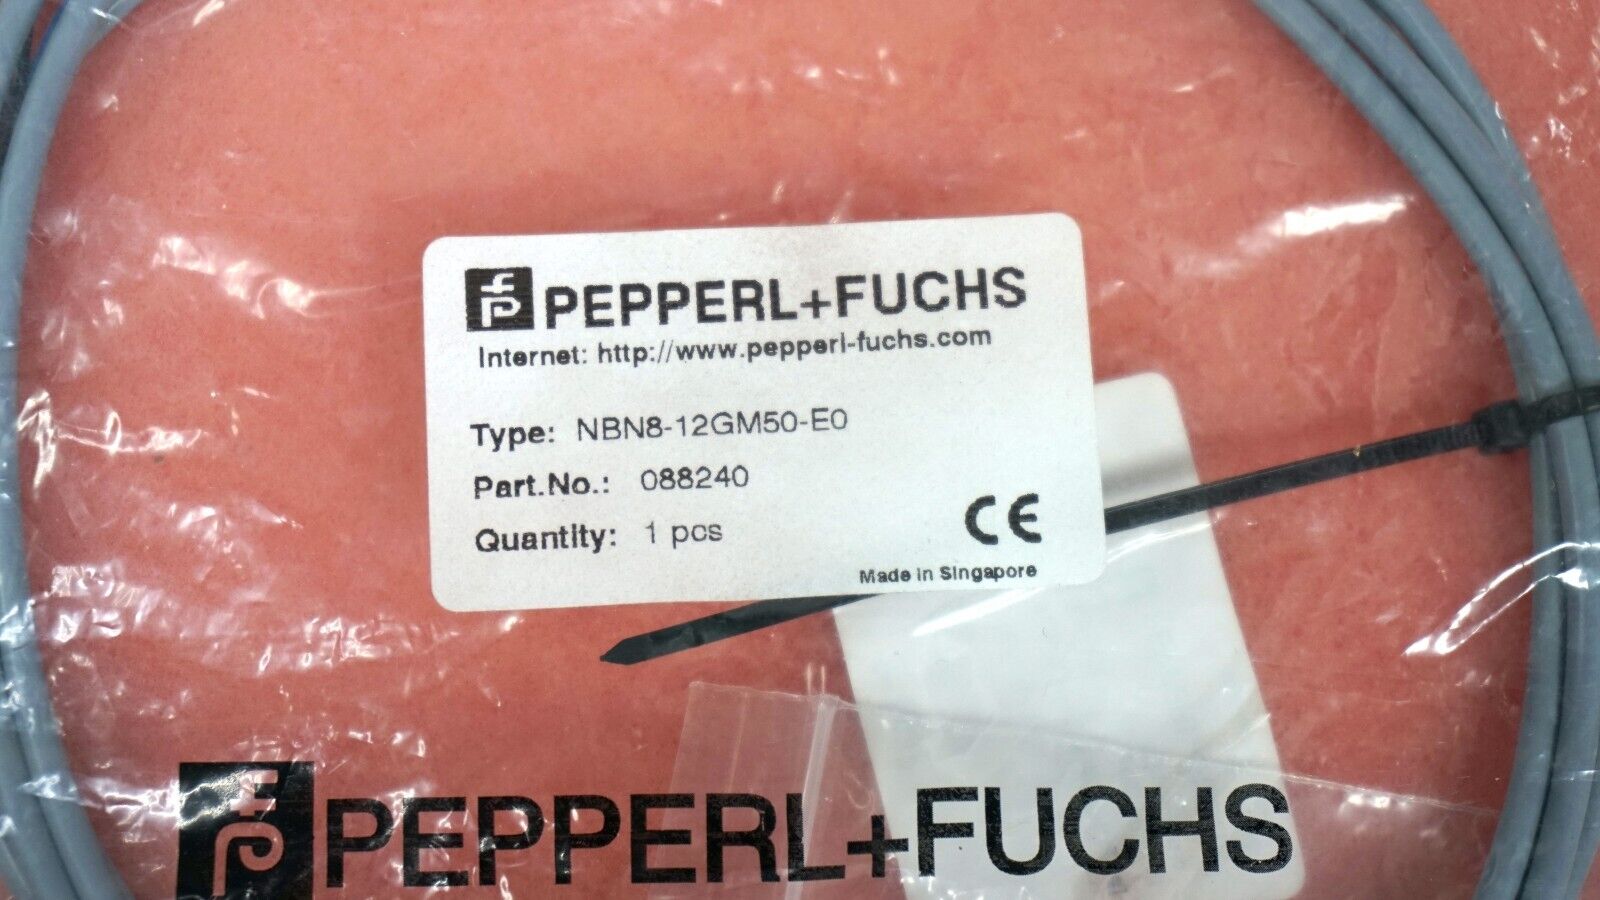 PEPPERL+FUCHS
Internet: http://www.pepperl-fuchs.com
Type: NBN8-12GM50-E0
Part.No.: 088240
Quantity: 1 pcs
CE
Made in Singapore
PEPPERL+FUCHS